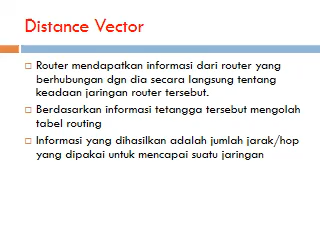 Distance Vector
Router mendapatkan informasi dari router yang
berhubungan dgn dia secara langsung tentang
keadaan jaringan router tersebut.
Berdasarkan informasi tetangga tersebut mengolah
tabel routing
Informasi yang dihasilkan adalah jumlah jarak/hop
yang dipakai untuk mencapai suatu jaringan